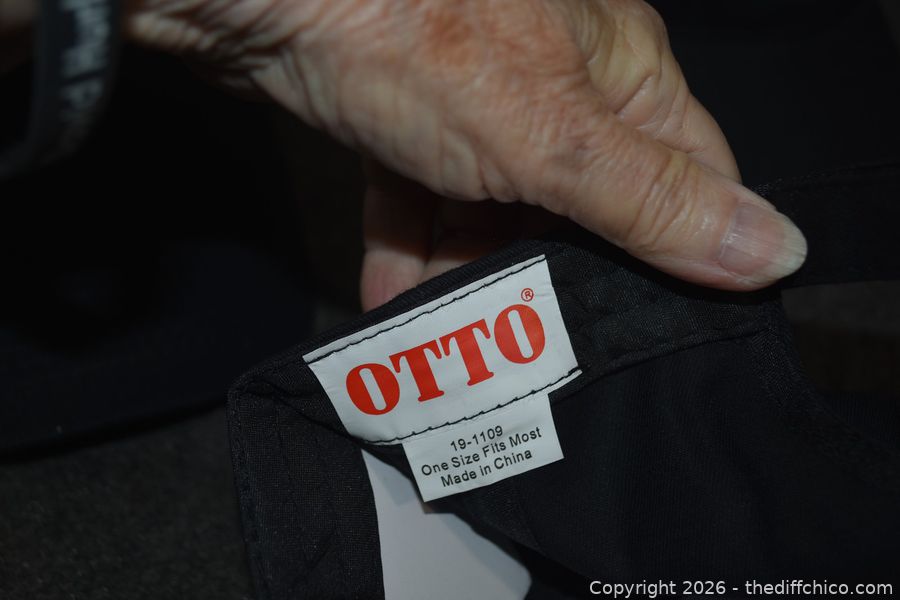 OTTO®
19-1109
One Size Fits Most
Made in China
Copyright 2026 - thediffchico.com